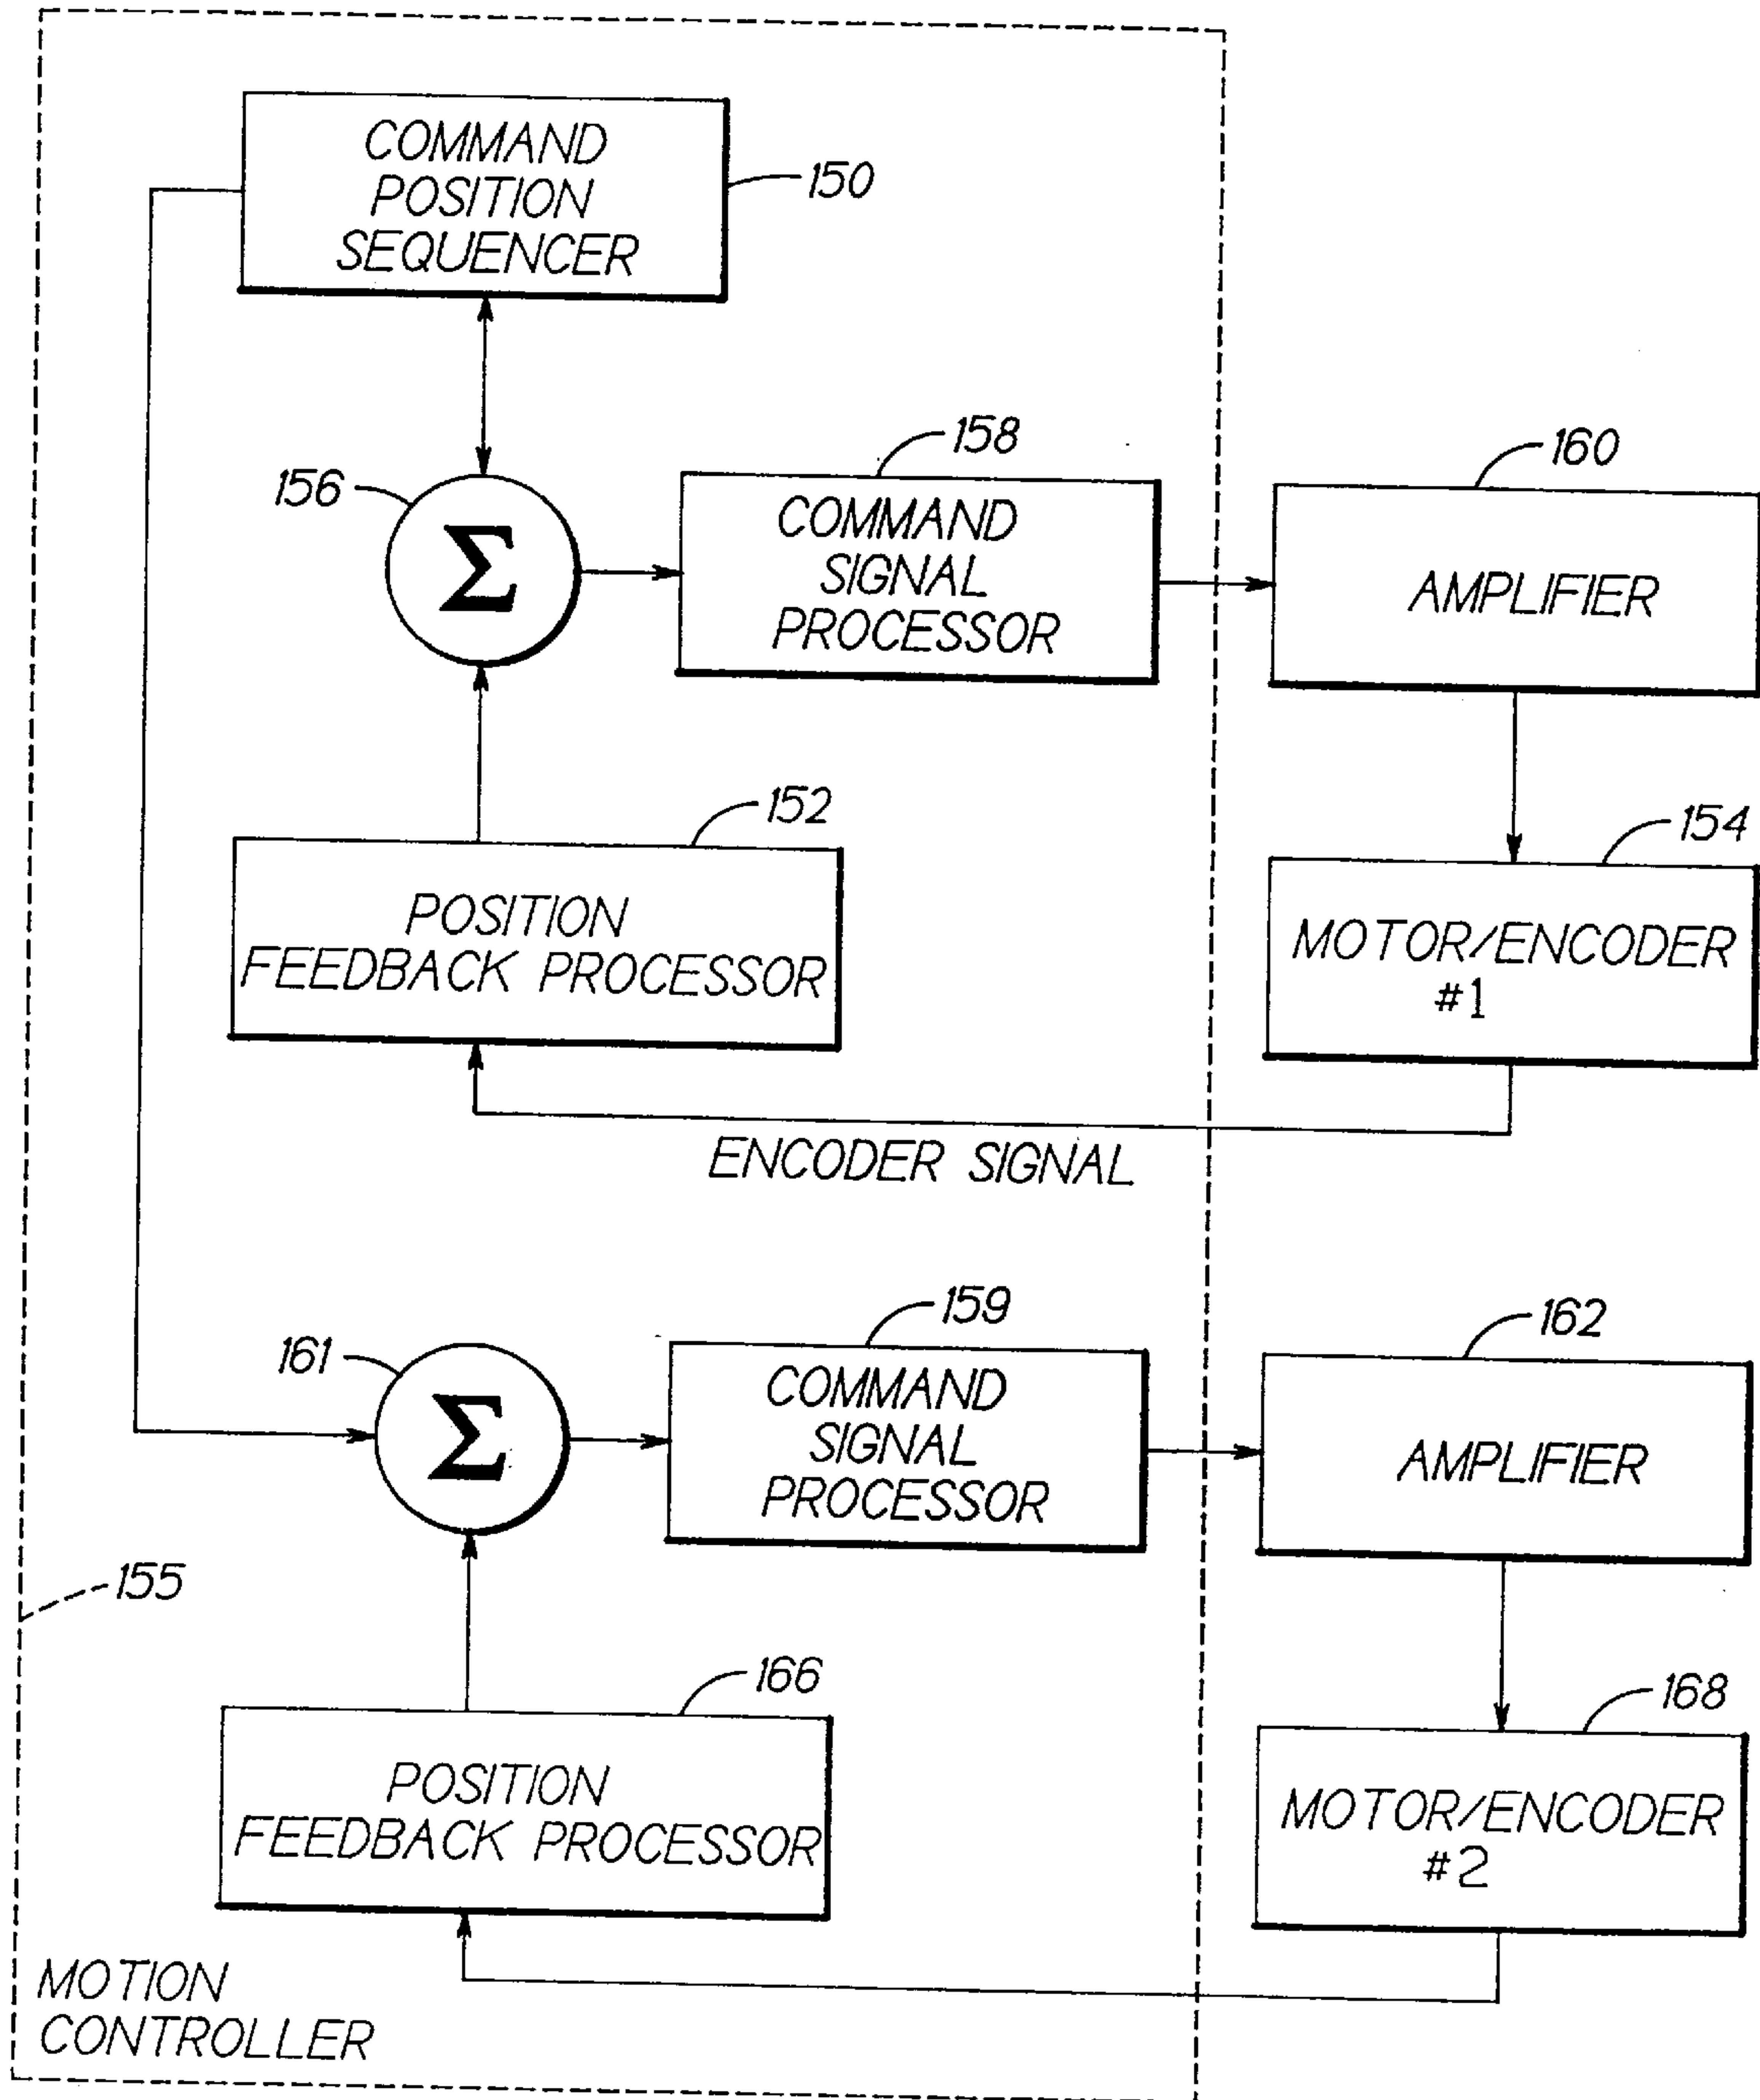 COMMAND
POSITION
SEQUENCER
150
156
Σ
158
COMMAND
SIGNAL
PROCESSOR
160
AMPLIFIER
152
POSITION
FEEDBACK PROCESSOR
154
MOTOR/ENCODER
#1
ENCODER SIGNAL
161
Σ
159
COMMAND
SIGNAL
PROCESSOR
162
AMPLIFIER
155
166
POSITION
FEEDBACK PROCESSOR
168
MOTOR/ENCODER
#2
MOTION
CONTROLLER